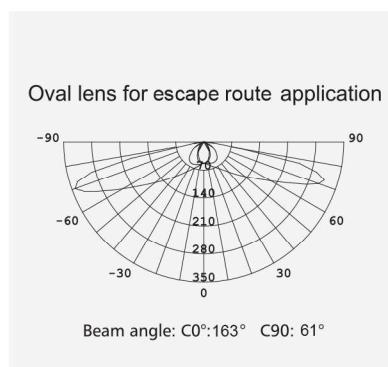 Oval lens for escape route application
-90 90
70
140
-60 210 60
280
-30 350 30
0
Beam angle: C0°:163° C90: 61°